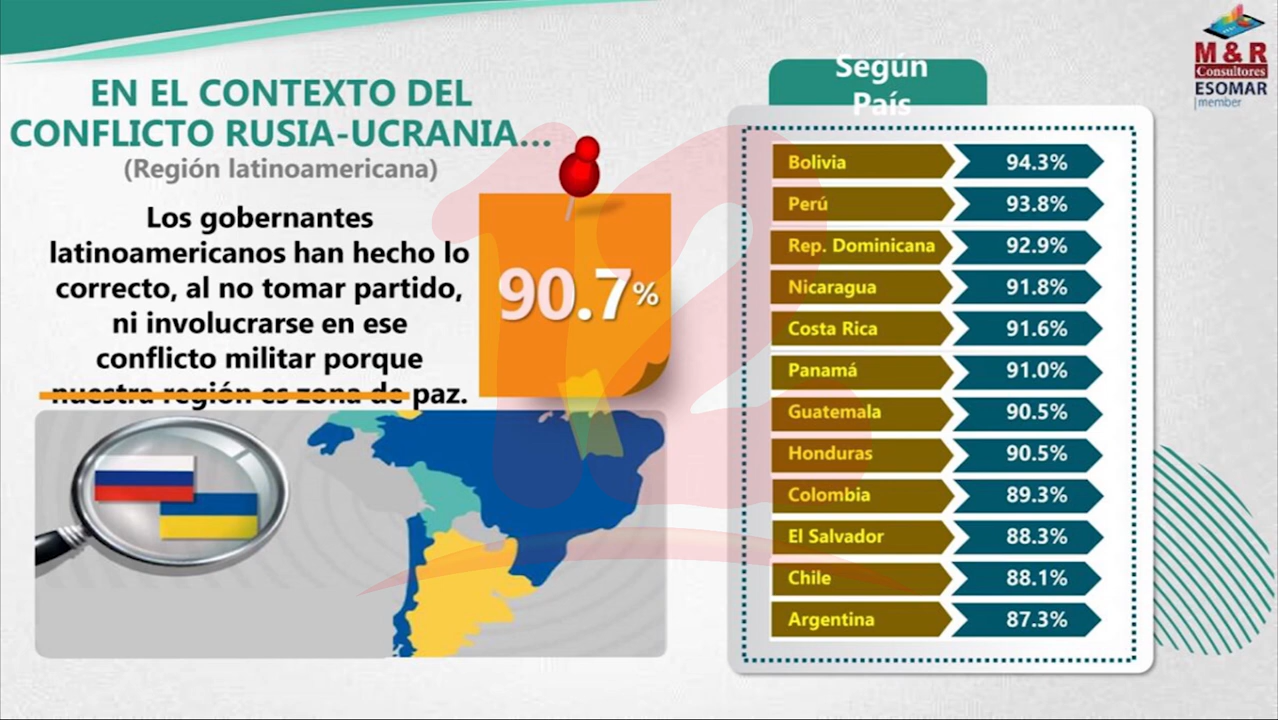 EN EL CONTEXTO DEL
CONFLICTO RUSIA-UCRANIA...
(Región latinoamericana)
Los gobernantes
latinoamericanos han hecho lo
correcto, al no tomar partido,
ni involucrarse en ese
conflicto militar porque
nuestra región es zona de paz.
90.7%
Según
País
Bolivia 94.3%
Perú 93.8%
Rep. Dominicana 92.9%
Nicaragua 91.8%
Costa Rica 91.6%
Panamá 91.0%
Guatemala 90.5%
Honduras 90.5%
Colombia 89.3%
El Salvador 88.3%
Chile 88.1%
Argentina 87.3%
M&R
Consultores
ESOMAR
member
12